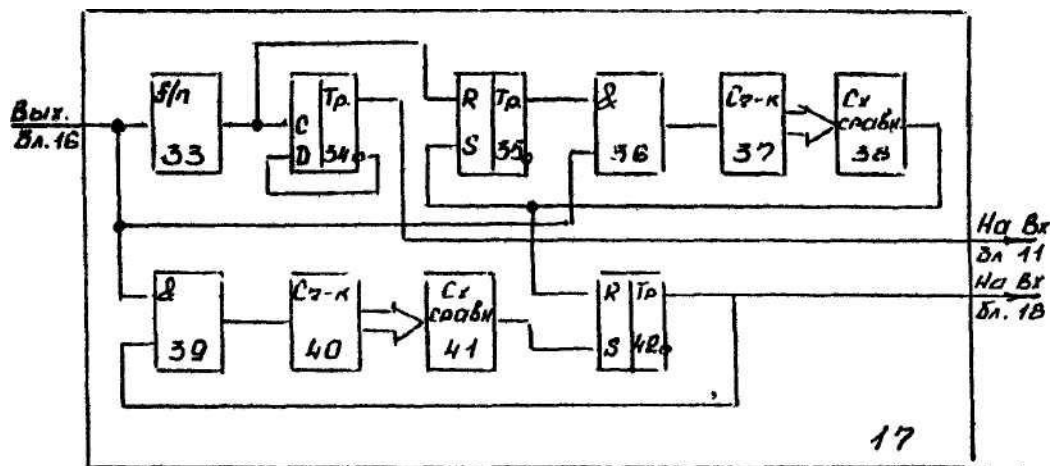 Вых.
Бл. 16
f/n
33
C
D
Тр.
34
R
S
Тр.
35
&
36
Сч-к
37
Сх
сравн.
38
На Вх
Бл 11
На Вх
Бл. 18
&
39
Сч-к
40
Сх
сравн
41
R
S
Тр
42
17